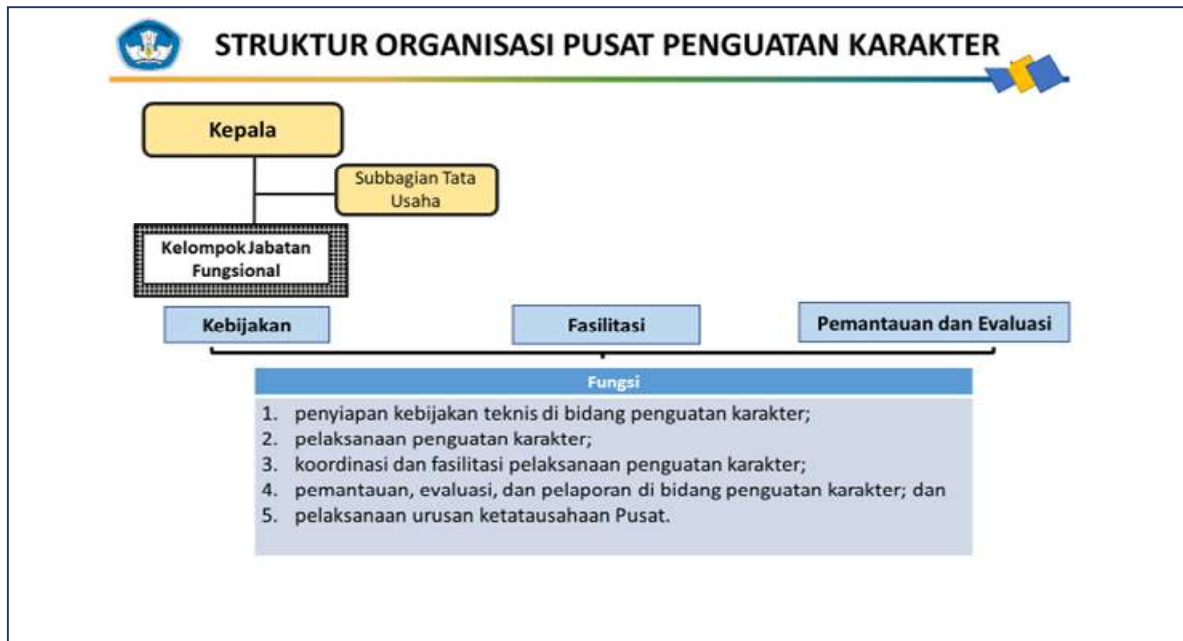 STRUKTUR ORGANISASI PUSAT PENGUATAN KARAKTER
Kepala
Subbagian Tata
Usaha
Kelompok Jabatan
Fungsional
Kebijakan
Fasilitasi
Pemantauan dan Evaluasi
Fungsi
1. penyiapan kebijakan teknis di bidang penguatan karakter;
2. pelaksanaan penguatan karakter;
3. koordinasi dan fasilitasi pelaksanaan penguatan karakter;
4. pemantauan, evaluasi, dan pelaporan di bidang penguatan karakter; dan
5. pelaksanaan urusan ketatausahaan Pusat.